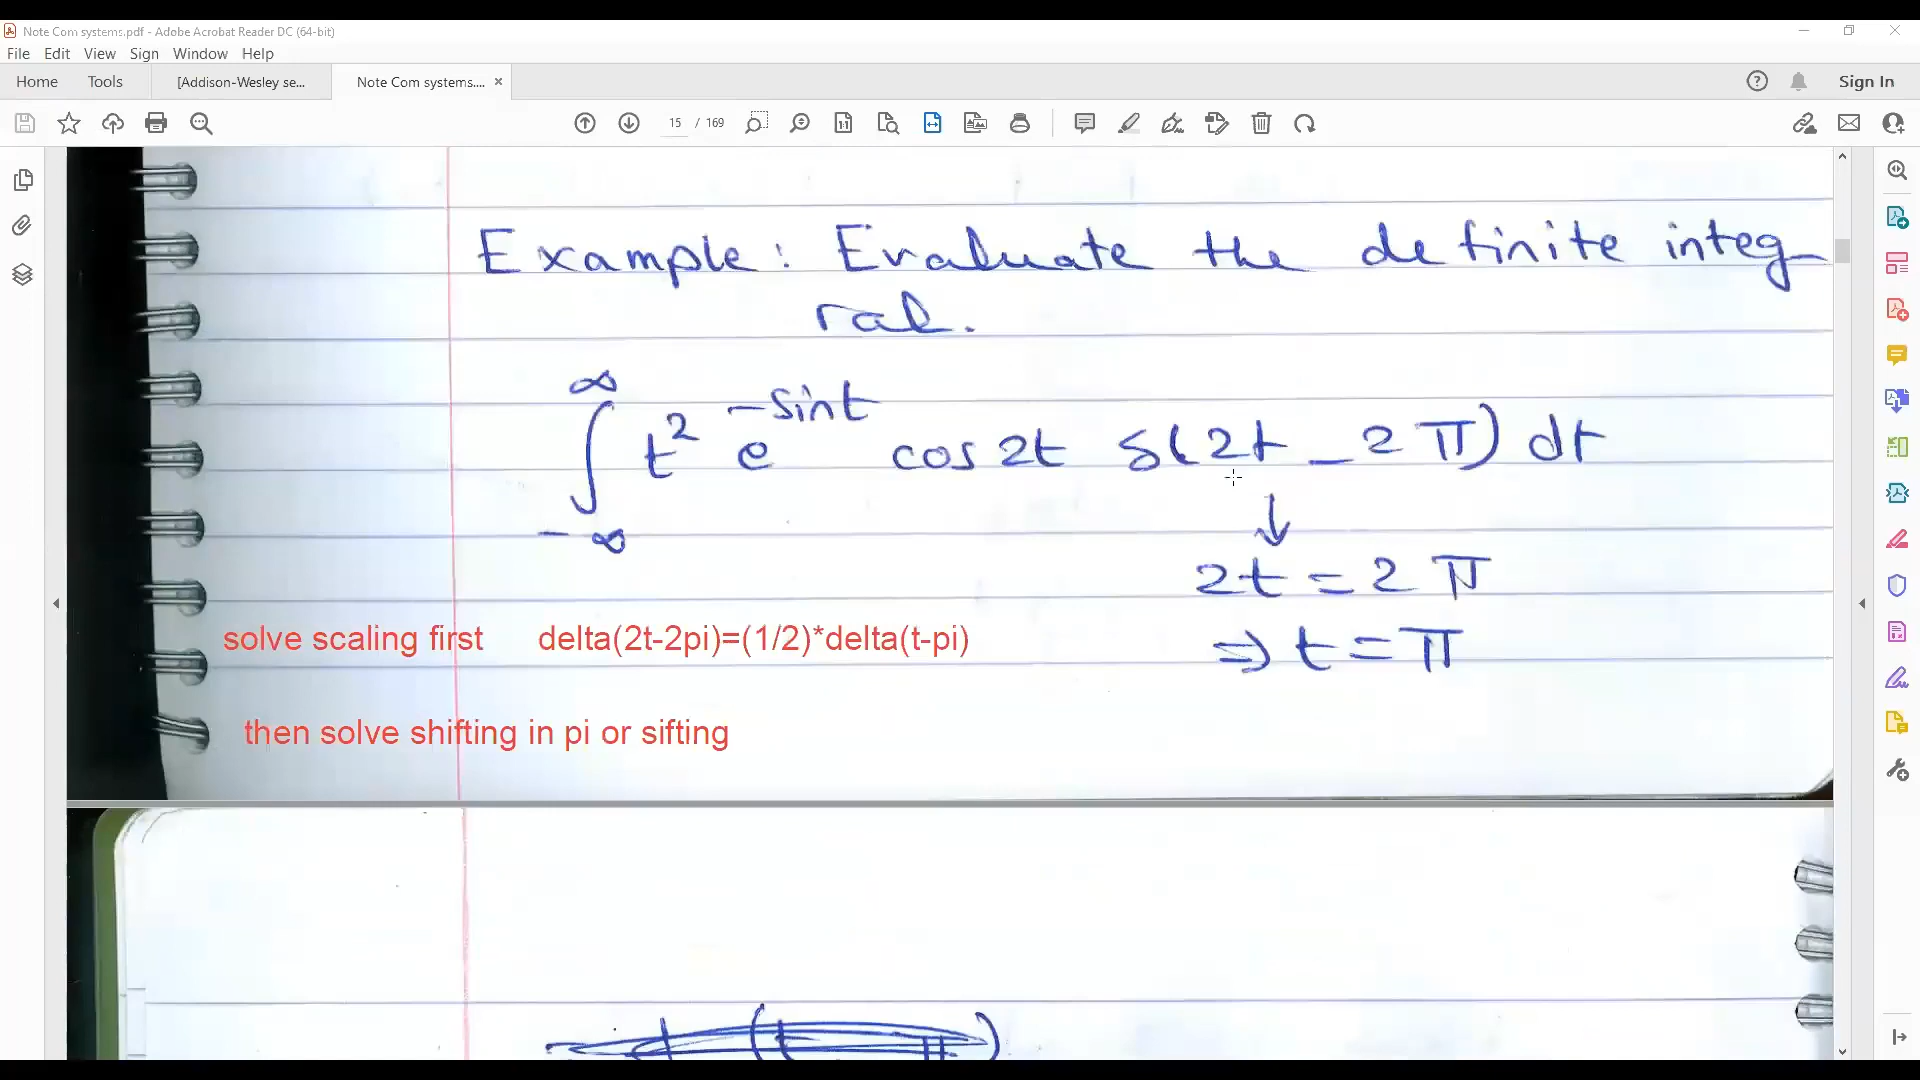 Note Com systems.pdf - Adobe Acrobat Reader DC (64-bit)
File Edit View Sign Window Help
Home Tools [Addison-Wesley se... Note Com systems.... × Sign In
15 / 169
Example: Evaluate the definite integ
ral.
∞
∫ t² e^-sint cos 2t δ(2t - 2π) dt
-∞
↓
2t = 2π
solve scaling first delta(2t-2pi)=(1/2)*delta(t-pi)
⇒ t = π
then solve shifting in pi or sifting